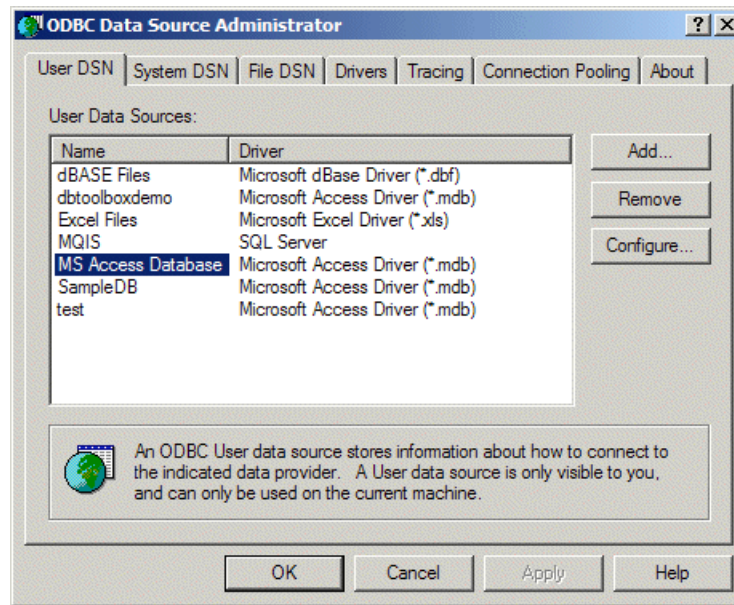 ODBC Data Source Administrator
User DSN System DSN File DSN Drivers Tracing Connection Pooling About
User Data Sources:
Name Driver
dBASE Files Microsoft dBase Driver (*.dbf)
dbtoolboxdemo Microsoft Access Driver (*.mdb)
Excel Files Microsoft Excel Driver (*.xls)
MQIS SQL Server
MS Access Database Microsoft Access Driver (*.mdb)
SampleDB Microsoft Access Driver (*.mdb)
test Microsoft Access Driver (*.mdb)
Add...
Remove
Configure...
An ODBC User data source stores information about how to connect to
the indicated data provider. A User data source is only visible to you,
and can only be used on the current machine.
OK Cancel Apply Help